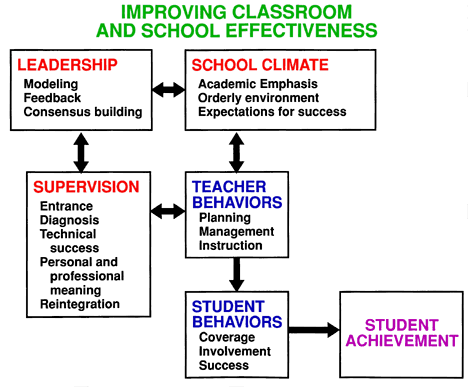 IMPROVING CLASSROOM
AND SCHOOL EFFECTIVENESS
LEADERSHIP
Modeling
Feedback
Consensus building
SCHOOL CLIMATE
Academic Emphasis
Orderly environment
Expectations for success
SUPERVISION
Entrance
Diagnosis
Technical
success
Personal and
professional
meaning
Reintegration
TEACHER
BEHAVIORS
Planning
Management
Instruction
STUDENT
BEHAVIORS
Coverage
Involvement
Success
STUDENT
ACHIEVEMENT